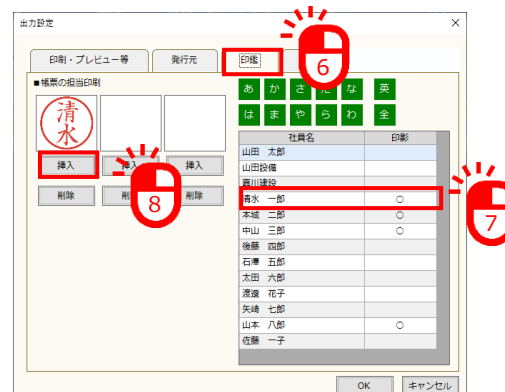 出力設定
印刷・プレビュー等 発行元 印鑑
6
■帳票の担当印刷
清水
挿入 挿入 挿入
削除 削除 削除
8
あ か さ た な 英
は ま や ら わ 全
社員名 印影
山田 太郎
山田設備
嘉川建設
清水 一郎 ○
7
本城 二郎 ○
中山 三郎 ○
後藤 四郎
石澤 五郎
太田 六郎
渡邊 花子
矢崎 七郎
山本 八郎 ○
佐藤 一子
OK キャンセル